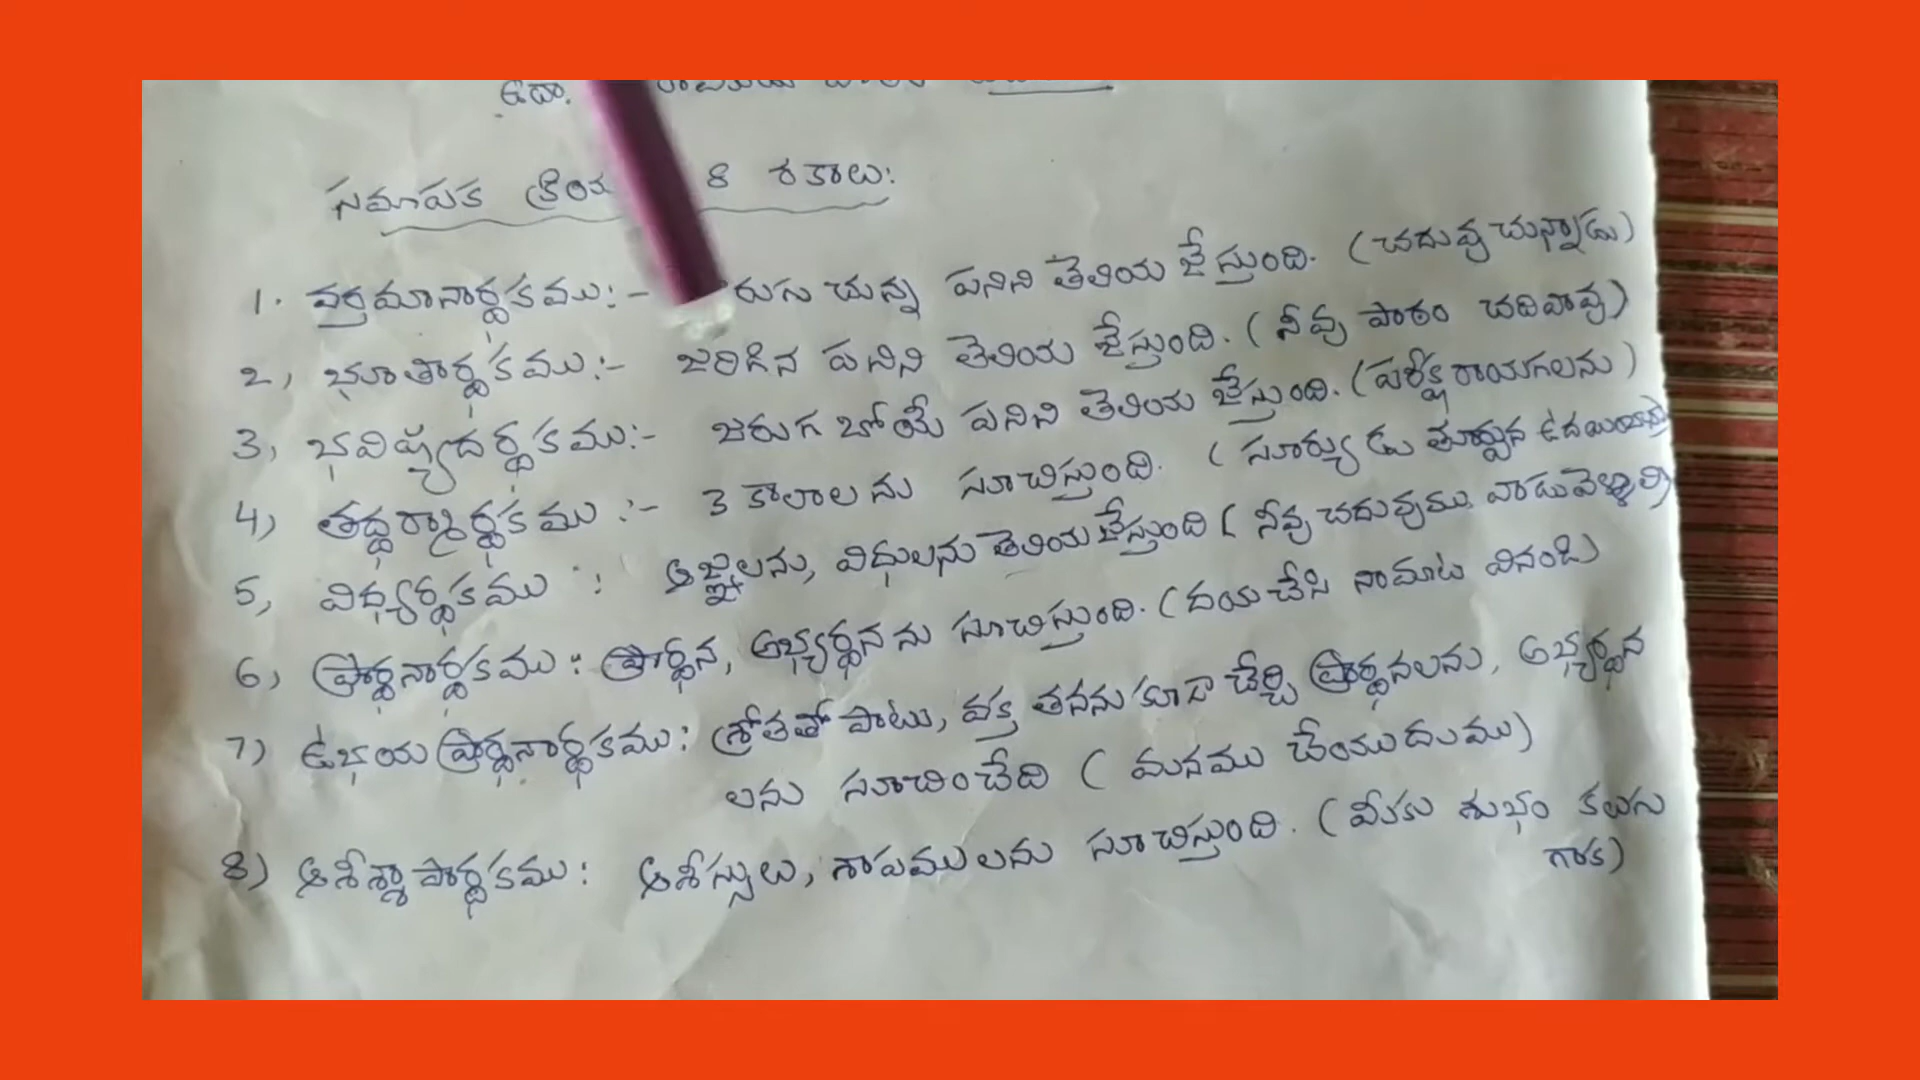 ఉదా.
సమాపక క్రియ 8 రకాలు:
1. వర్తమానార్థకము:- రుగు చున్న పనిని తెలియ జేస్తుంది. (చదువు చున్నాడు)
2, భూతార్థకము:- జరిగిన పనిని తెలియ జేస్తుంది. ( నీవు పాఠం చదివావు)
3, భవిష్యదర్థకము:- జరుగ బోయే పనిని తెలియ జేస్తుంది. (పరీక్ష రాయగలను)
4) తద్ధర్మార్థకము :- 3 కాలాలను సూచిస్తుంది. ( సూర్యుడు తూర్పున
5, విధ్యర్థకము : ఆజ్ఞలను, విధులను తెలియజేస్తుంది ( నీవు చదువుము, వాడు వెళ్ళాలి)
6) ప్రార్థనార్థకము : ప్రార్థన, అభ్యర్థనను సూచిస్తుంది. (దయచేసి నామాట వినండి)
7) ఉభయ ప్రార్థనార్థకము : శ్రోతతో పాటు, వక్త తనను కూడా చేర్చి ప్రార్థనలను, అభ్యర్థన
లను సూచించేది ( మనము చేయుదుము)
8) ఆశీశ్శాపార్థకము : ఆశీస్సులు, శాపములను సూచిస్తుంది. ( మీకు శుభం కలుగు
గాక)